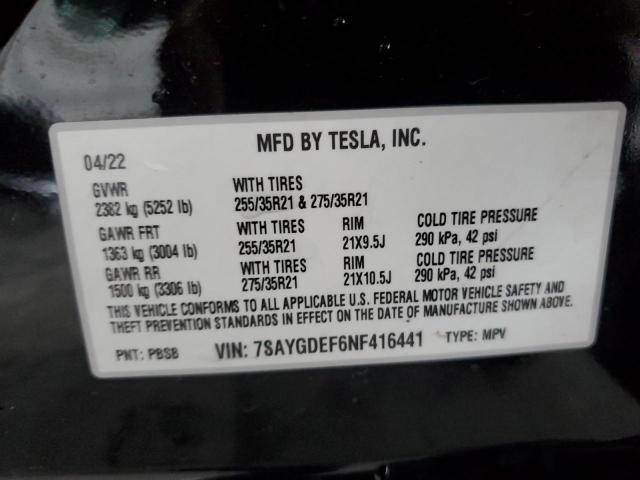 MFD BY TESLA, INC.
04/22
GVWR WITH TIRES
2382 kg (5252 lb) 255/35R21 & 275/35R21
GAWR FRT WITH TIRES RIM COLD TIRE PRESSURE
1363 kg (3004 lb) 255/35R21 21X9.5J 290 kPa, 42 psi
GAWR RR WITH TIRES RIM COLD TIRE PRESSURE
1500 kg (3306 lb) 275/35R21 21X10.5J 290 kPa, 42 psi
THIS VEHICLE CONFORMS TO ALL APPLICABLE U.S. FEDERAL MOTOR VEHICLE SAFETY AND
THEFT PREVENTION STANDARDS IN EFFECT ON THE DATE OF MANUFACTURE SHOWN ABOVE.
PNT: PBSB VIN: 7SAYGDEF6NF416441 TYPE: MPV